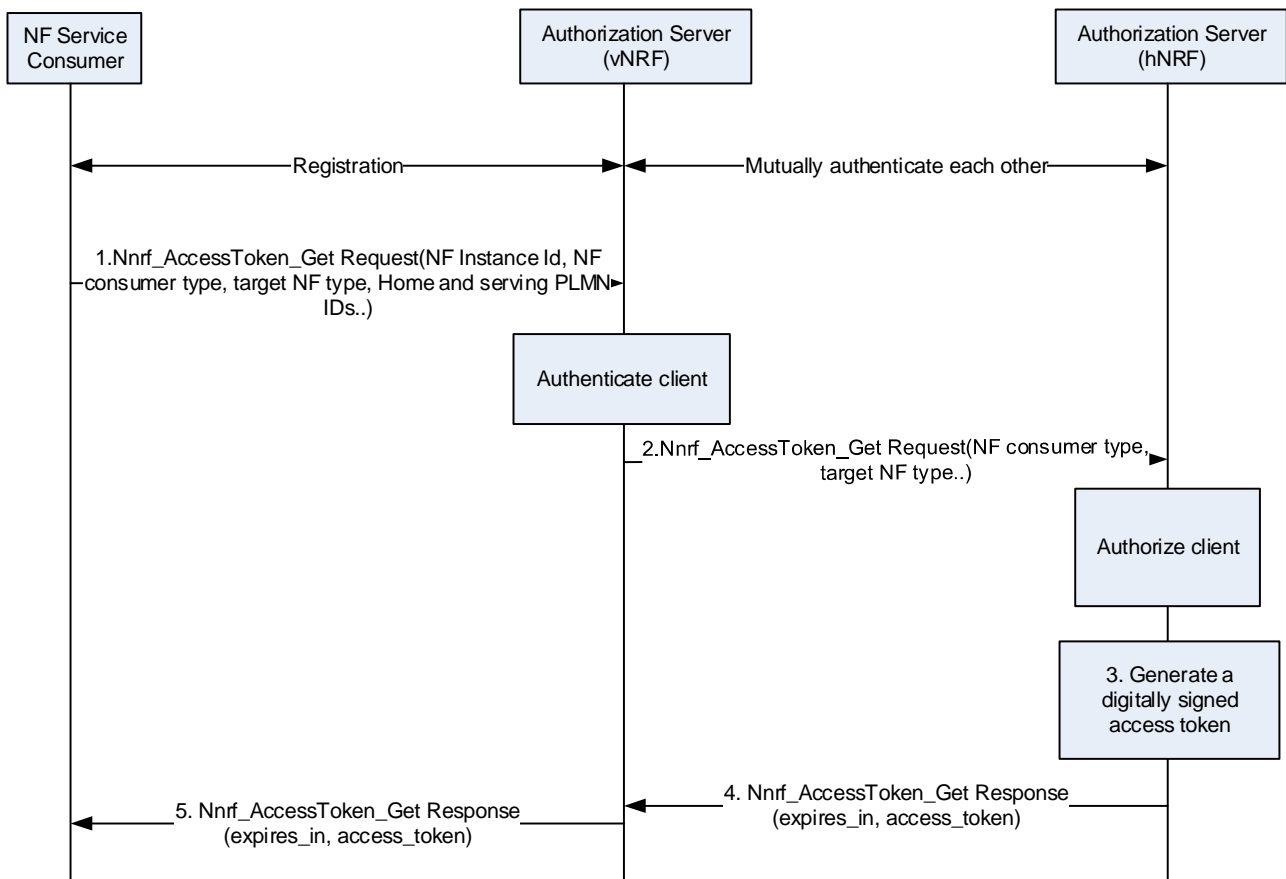 NF Service
Consumer
Authorization Server
(vNRF)
Authorization Server
(hNRF)
Registration
Mutually authenticate each other
1.Nnrf_AccessToken_Get Request(NF Instance Id, NF
consumer type, target NF type, Home and serving PLMN
IDs..)
Authenticate client
2.Nnrf_AccessToken_Get Request(NF consumer type,
target NF type..)
Authorize client
3. Generate a
digitally signed
access token
4. Nnrf_AccessToken_Get Response
(expires_in, access_token)
5. Nnrf_AccessToken_Get Response
(expires_in, access_token)